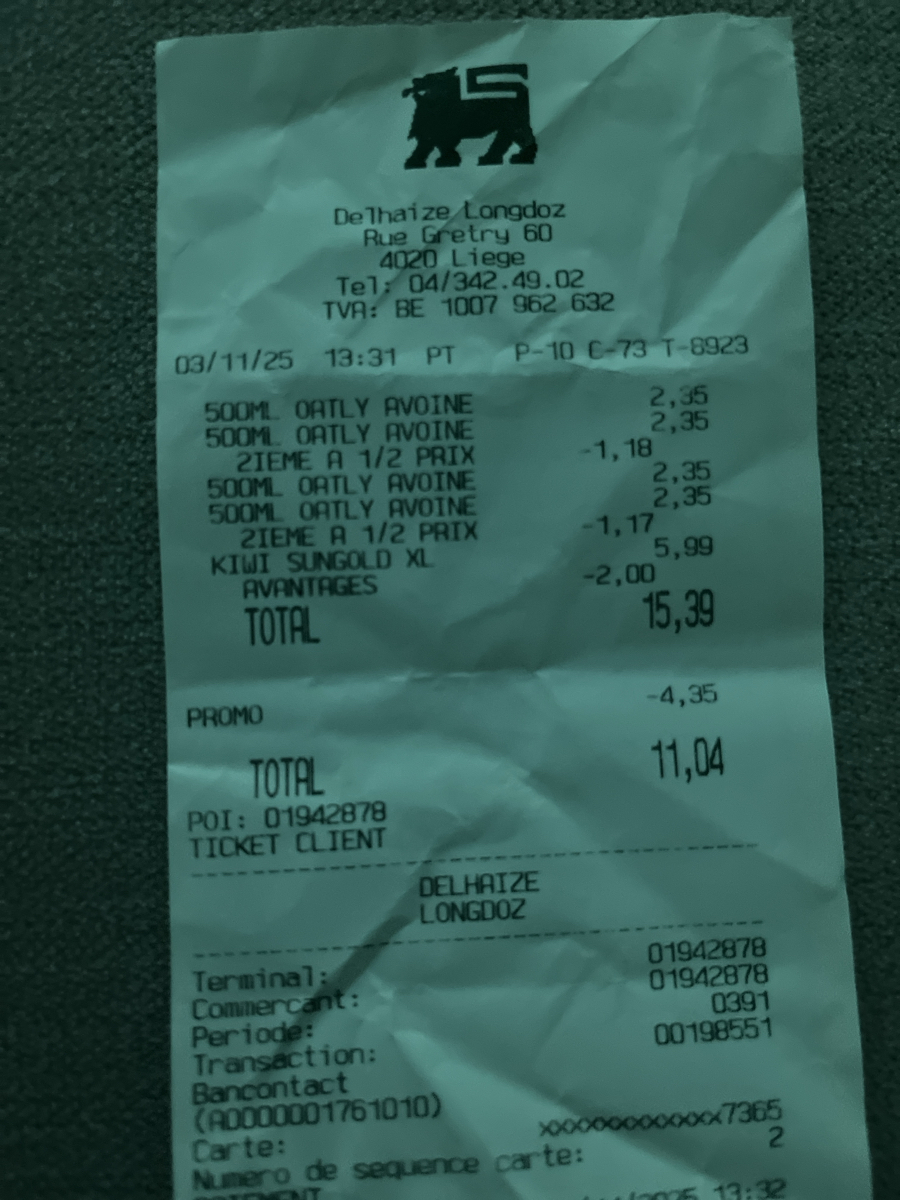 Delhaize Longdoz
Rue Gretry 60
4020 Liege
Tel: 04/342.49.02
TVA: BE 1007 962 632
03/11/25 13:31 PT P-10 C-73 T-6923
500ML OATLY AVOINE 2,35
500ML OATLY AVOINE 2,35
2IEME A 1/2 PRIX -1,18
500ML OATLY AVOINE 2,35
500ML OATLY AVOINE 2,35
2IEME A 1/2 PRIX -1,17
KIWI SUNGOLD XL 5,99
AVANTAGES -2,00
TOTAL 15,39
PROMO -4,35
TOTAL 11,04
POI: 01942878
TICKET CLIENT
DELHAIZE
LONGDOZ
Terminal: 01942878
Commercant: 01942878
Periode: 0391
Transaction: 00198551
Bancontact
(A0000001761010)
Carte: xxxxxxxxxxxxx7365
Numero de sequence carte: 2
13:32